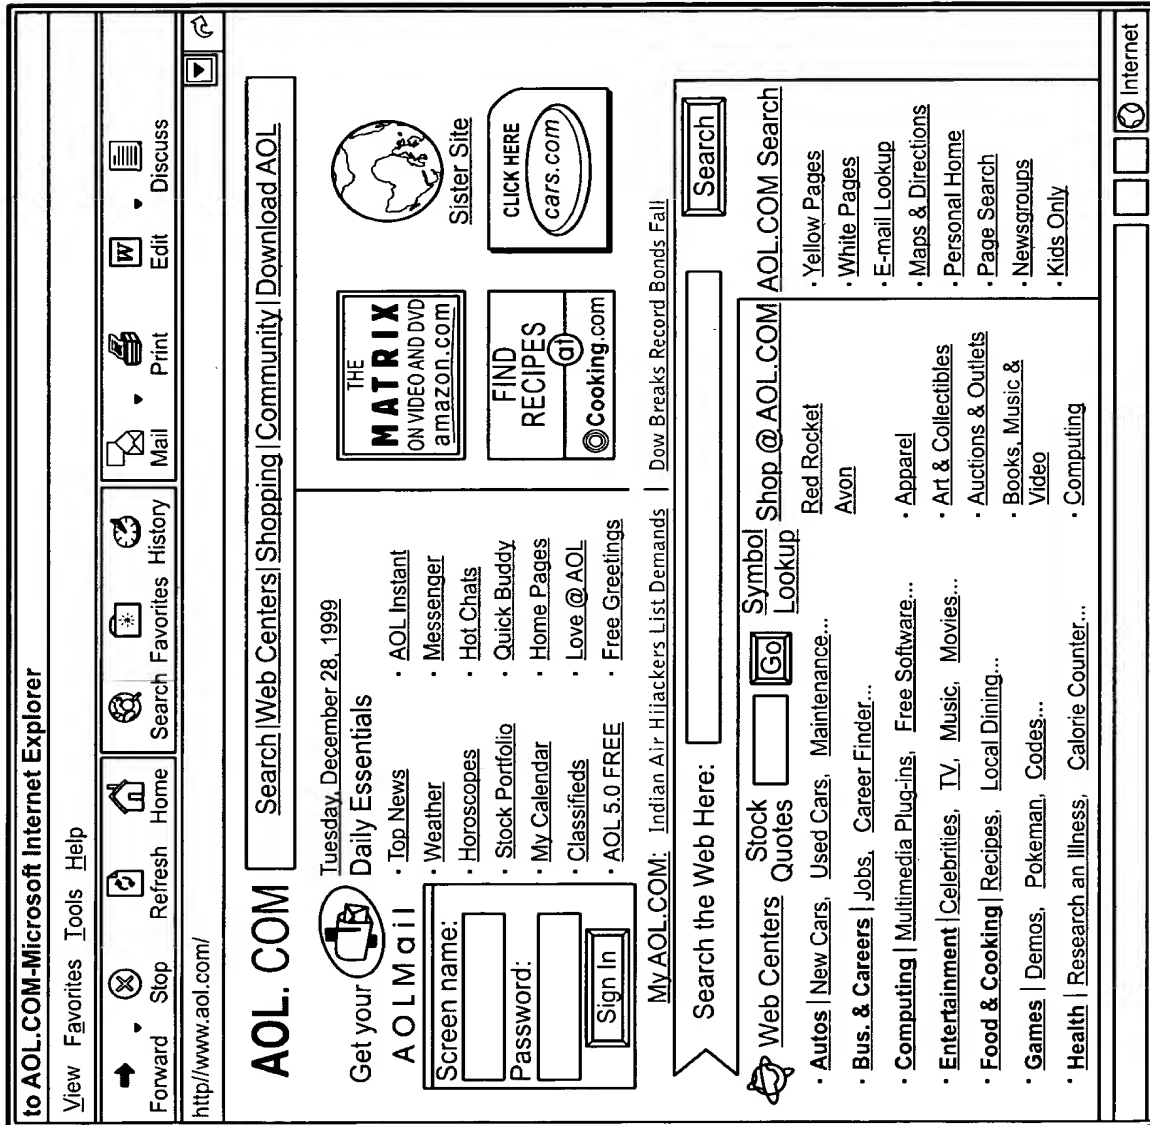 to AOL.COM-Microsoft Internet Explorer
View Favorites Tools Help
Forward Stop Refresh Home Search Favorites History Mail Print Edit Discuss
W
http//www.aol.com/
AOL. COM
Search|Web Centers|Shopping|Community|Download AOL
Get your
AOLMail
Screen name:
Password:
Sign In
Tuesday, December 28, 1999
Daily Essentials
· Top News
· Weather
· Horoscopes
· Stock Portfolio
· My Calendar
· Classifieds
· AOL 5.0 FREE
· AOL Instant
· Messenger
· Hot Chats
· Quick Buddy
· Home Pages
· Love @ AOL
· Free Greetings
THE
MATRIX
ON VIDEO AND DVD
amazon.com
Sister Site
FIND
RECIPES
at
Cooking.com
CLICK HERE
cars.com
My AOL.COM: Indian Air Hijackers List Demands | Dow Breaks Record Bonds Fall
Search the Web Here: Search
Web Centers
Stock
Quotes
Go
Symbol
Lookup
· Autos | New Cars, Used Cars, Maintenance...
· Bus. & Careers | Jobs, Career Finder...
· Computing | Multimedia Plug-ins, Free Software...
· Entertainment | Celebrities, TV, Music, Movies...
· Food & Cooking | Recipes, Local Dining...
· Games | Demos, Pokeman, Codes...
· Health | Research an Illness, Calorie Counter...
Shop @ AOL.COM
Red Rocket
Avon
· Apparel
· Art & Collectibles
· Auctions & Outlets
· Books, Music &
Video
· Computing
AOL.COM Search
· Yellow Pages
· White Pages
· E-mail Lookup
· Maps & Directions
· Personal Home
· Page Search
· Newsgroups
· Kids Only
Internet